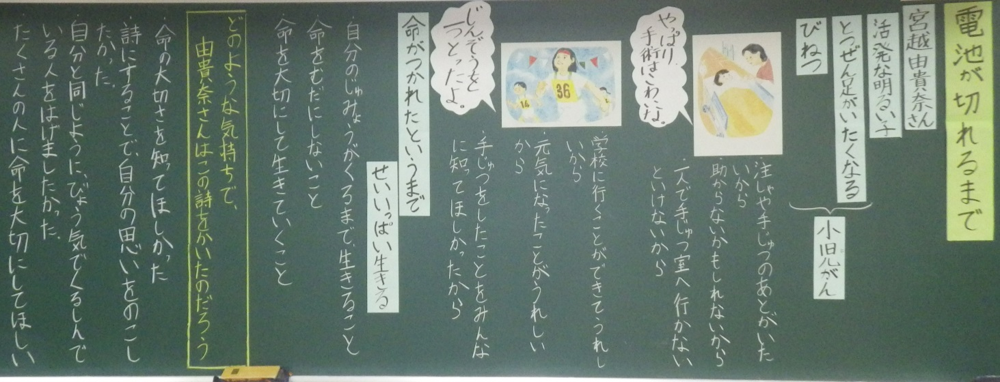 電池が切れるまで
宮越由貴奈さん
活発な明るい子
とつぜん足がいたくなる
びねつ
小児がん
やっぱり、
手術はこわいな。
・注しゃや手じゅつのあとがいた
いから
・助からないかもしれないから
・一人で手じゅつ室へ行かない
といけないから
36
14
じんぞうを
一つとったよ。
・学校に行くことができてうれし
いから
・元気になったことがうれしい
から
・手じゅつをしたことをみんな
に知ってほしかったから
命がつかれたというまで
せいいっぱい生きる
・自分のじゅみょうがくるまで、生きること
・命をむだにしないこと
・命を大切にして生きていくこと
どのような気持ちで、
由貴奈さんはこの詩をかいたのだろう
・命の大切さを知ってほしかった
・詩にすることで、自分の思いをのこし
たかった。
・自分と同じように、びょう気でくるしんで
いる人をはげましたかった。
・たくさんの人に命を大切にしてほしい